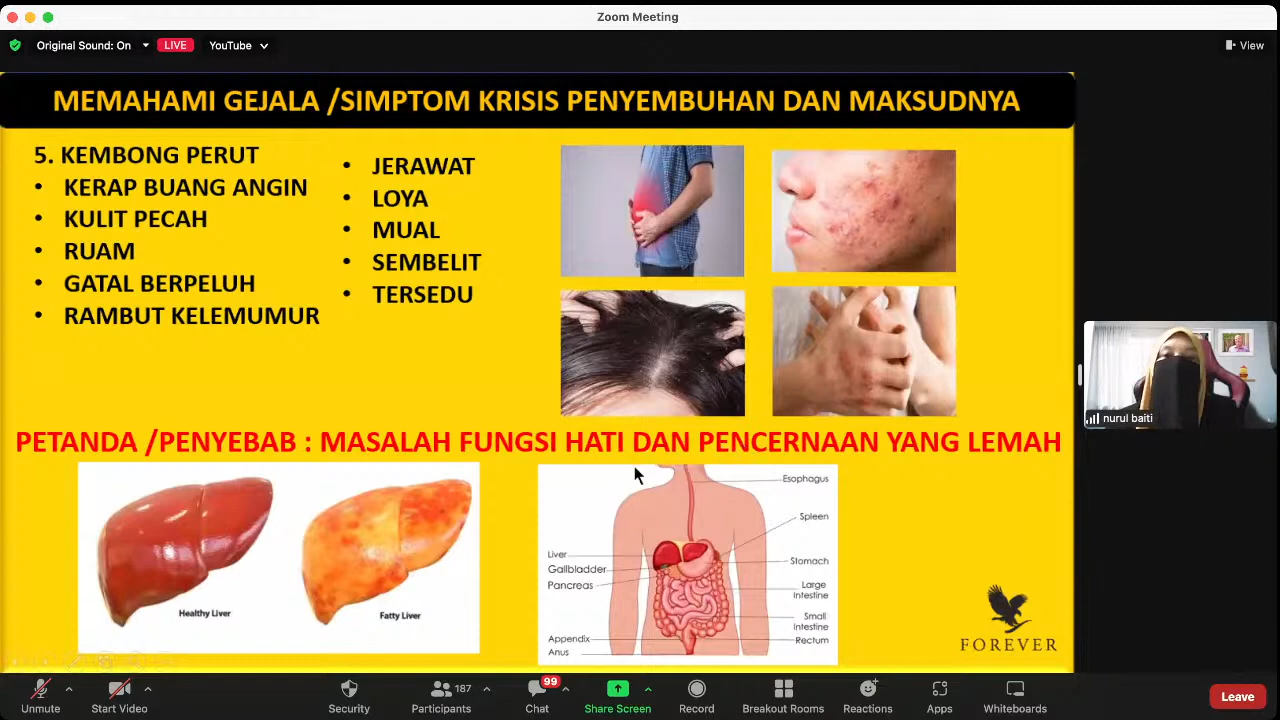 Zoom Meeting
Original Sound: On
LIVE
YouTube
View
MEMAHAMI GEJALA /SIMPTOM KRISIS PENYEMBUHAN DAN MAKSUDNYA
5. KEMBONG PERUT
• KERAP BUANG ANGIN
• KULIT PECAH
• RUAM
• GATAL BERPELUH
• RAMBUT KELEMUMUR
• JERAWAT
• LOYA
• MUAL
• SEMBELIT
• TERSEDU
nurul baiti
PETANDA /PENYEBAB : MASALAH FUNGSI HATI DAN PENCERNAAN YANG LEMAH
Healthy Liver
Fatty Liver
Liver
Gallbladder
Pancreas
Appendix
Anus
Esophagus
Spleen
Stomach
Large
Intestine
Small
Intestine
Rectum
FOREVER
Unmute
Start Video
Security
187
Participants
99
Chat
Share Screen
Record
Breakout Rooms
Reactions
Apps
Whiteboards
Leave